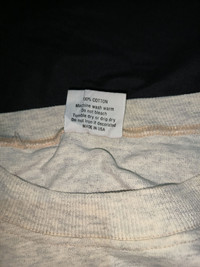 100% COTTON
Machine wash warm
Do not bleach
Tumble dry or drip dry
Do not iron if decorated
MADE IN USA